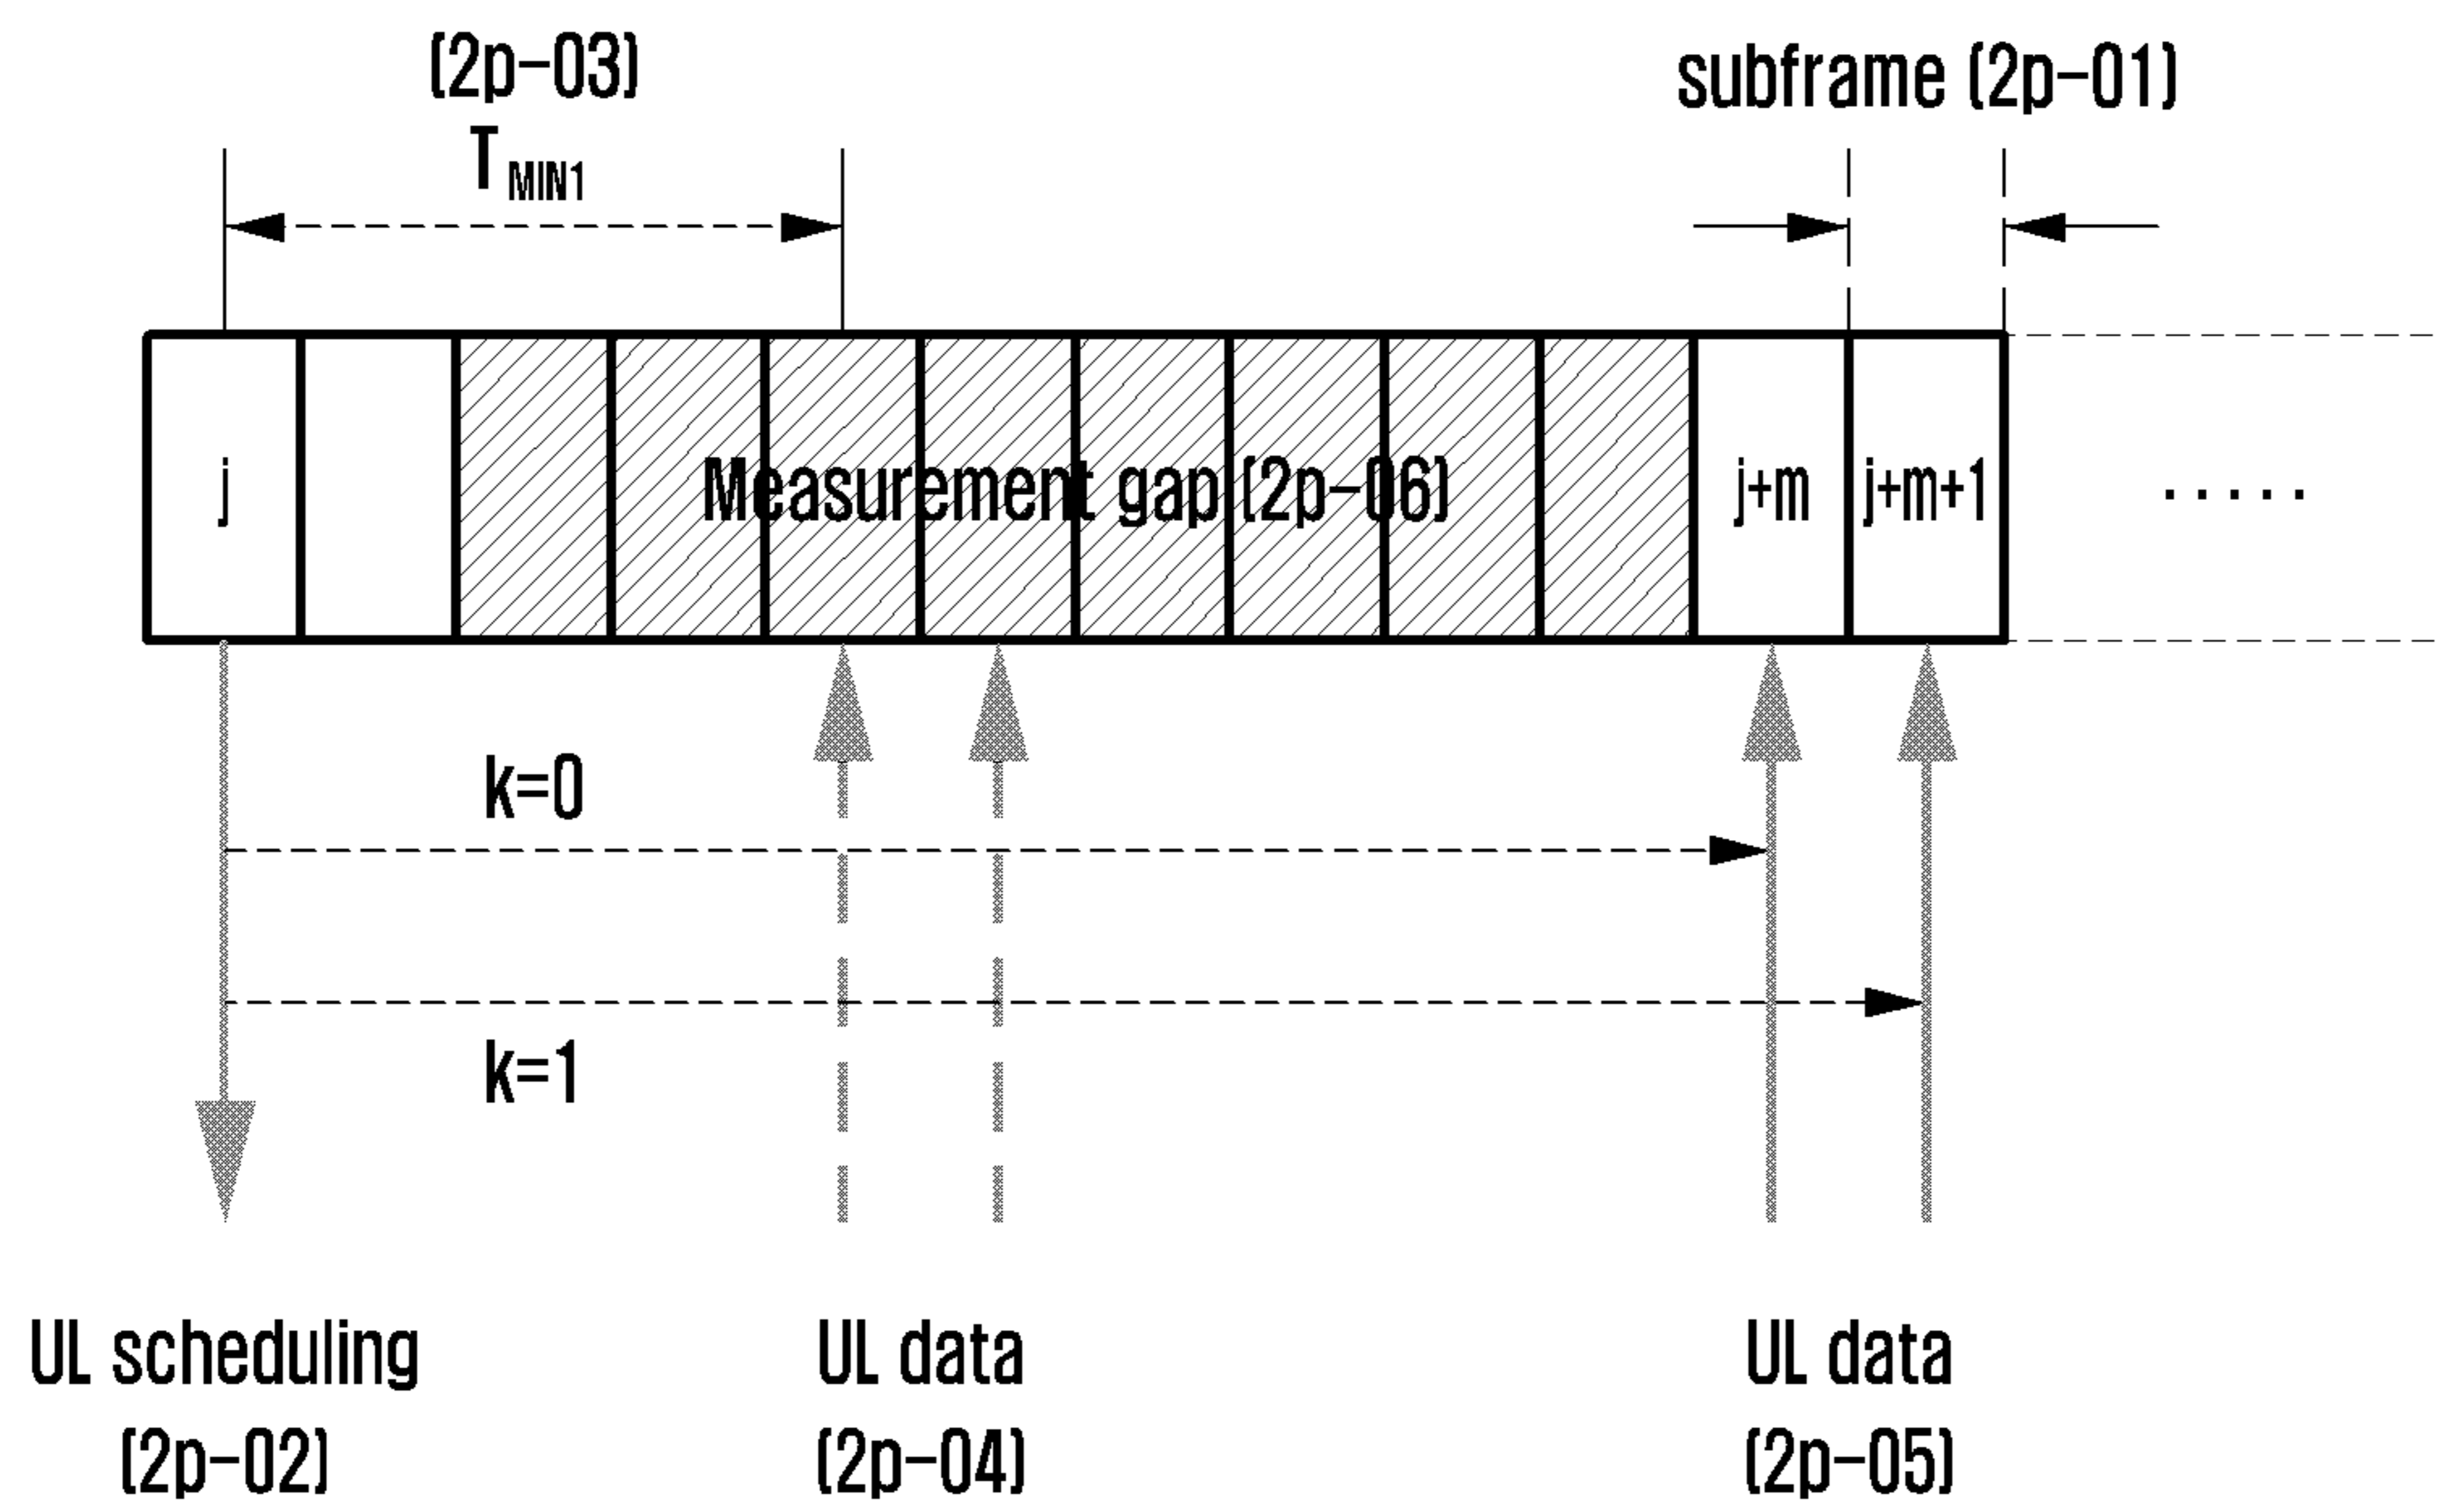 (2p-03)
TMIN1
subframe (2p-01)
j
Measurement gap (2p-06)
j+m
j+m+1
.....
k=0
k=1
UL scheduling
(2p-02)
UL data
(2p-04)
UL data
(2p-05)